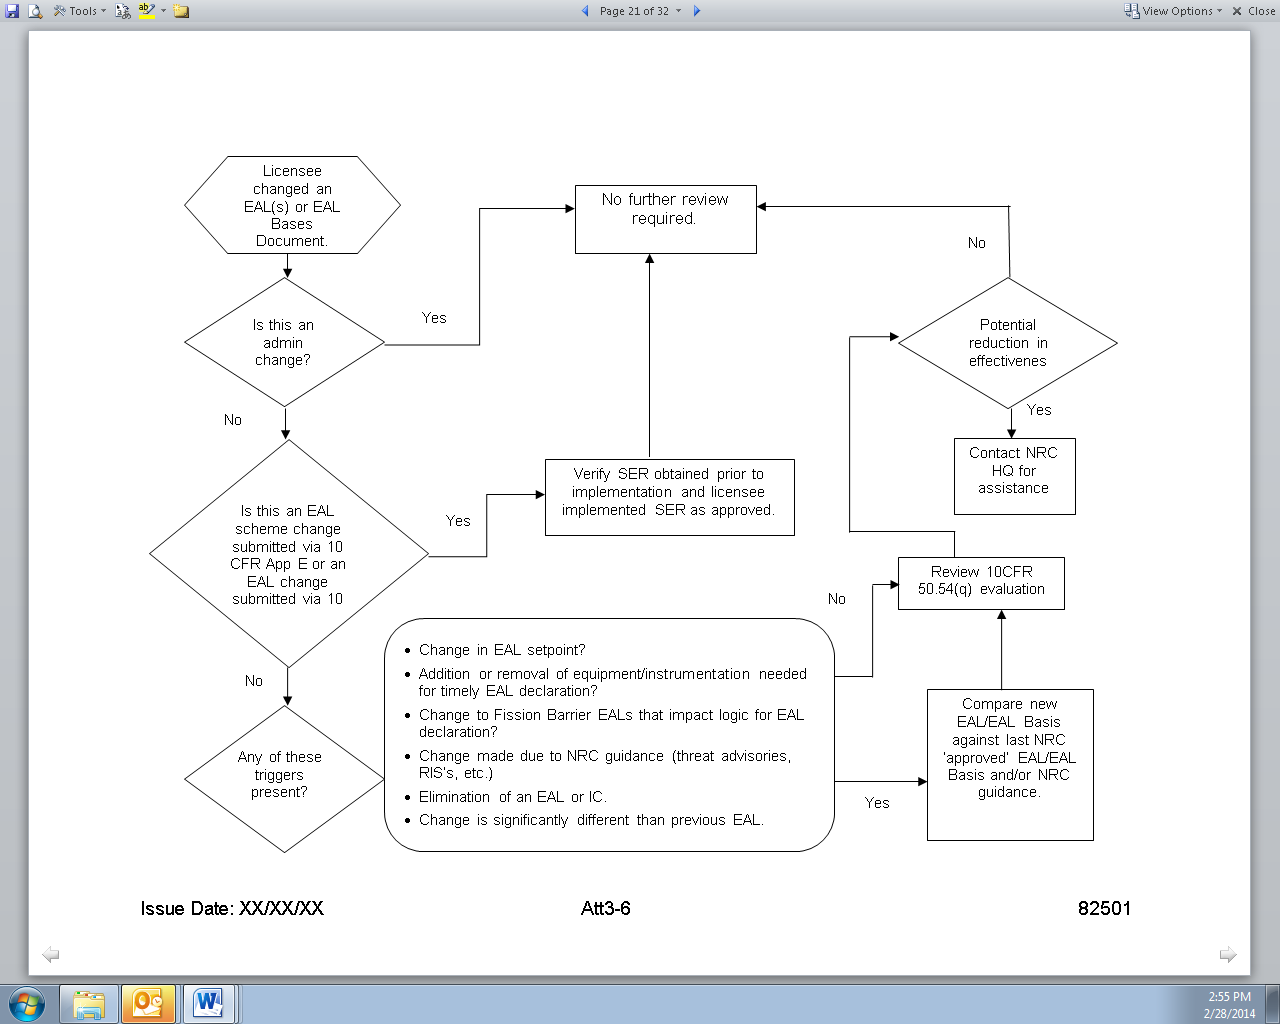 Tools
ab
Page 21 of 32
View Options
Close
Licensee
changed an
EAL(s) or EAL
Bases
Document.
No further review
required.
No
Yes
Is this an
admin
change?
Potential
reduction in
effectivenes
No
Yes
Contact NRC
HQ for
assistance
Verify SER obtained prior to
implementation and licensee
implemented SER as approved.
Is this an EAL
scheme change
submitted via 10
CFR App E or an
EAL change
submitted via 10
Yes
Review 10CFR
50.54(q) evaluation
No
No
• Change in EAL setpoint?
• Addition or removal of equipment/instrumentation needed
for timely EAL declaration?
• Change to Fission Barrier EALs that impact logic for EAL
declaration?
• Change made due to NRC guidance (threat advisories,
RIS's, etc.)
• Elimination of an EAL or IC.
• Change is significantly different than previous EAL.
Any of these
triggers
present?
Yes
Compare new
EAL/EAL Basis
against last NRC
'approved' EAL/EAL
Basis and/or NRC
guidance.
Issue Date: XX/XX/XX
Att3-6
82501
2:55 PM
2/28/2014